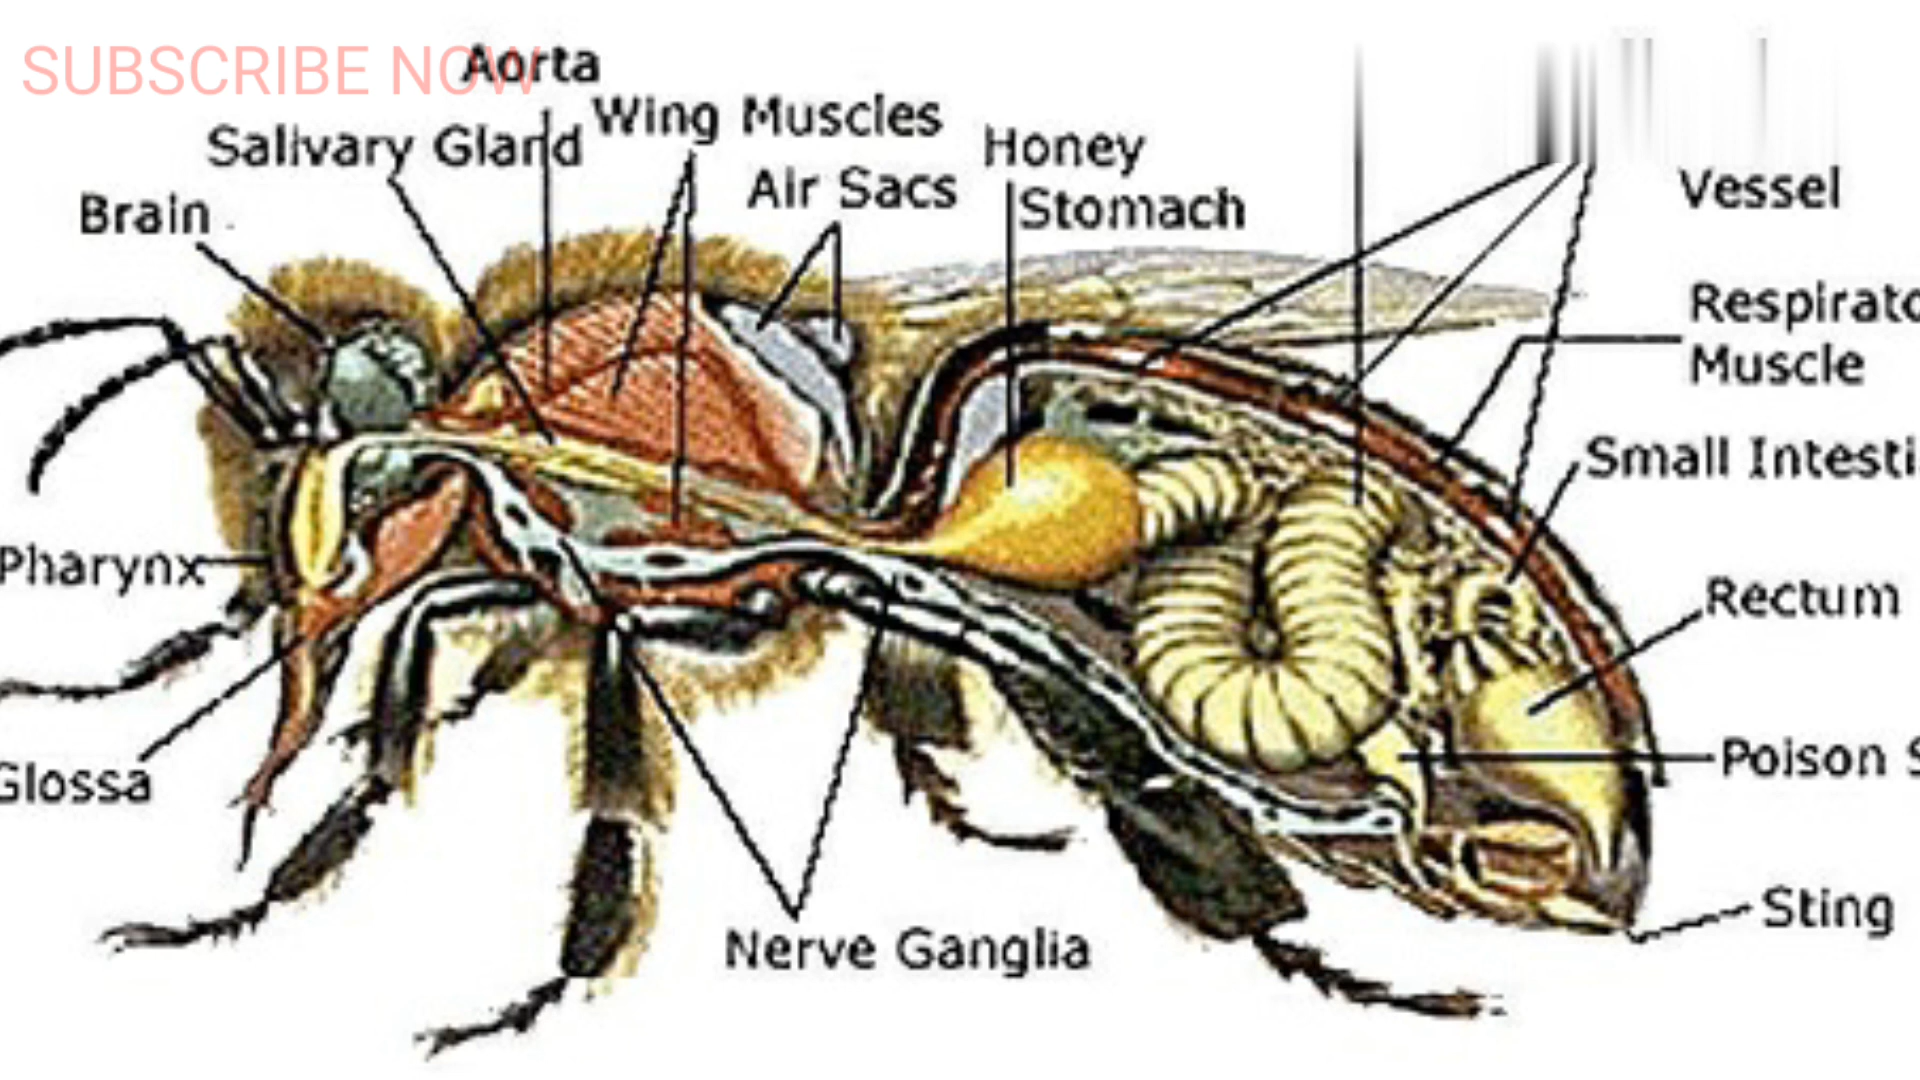 SUBSCRIBE NOW
Aorta
Wing Muscles
Salivary Gland
Honey
Stomach
Air Sacs
Vessel
Brain
Respirato
Muscle
Small Intesti
Pharynx
Rectum
Glossa
Poison S
Sting
Nerve Ganglia